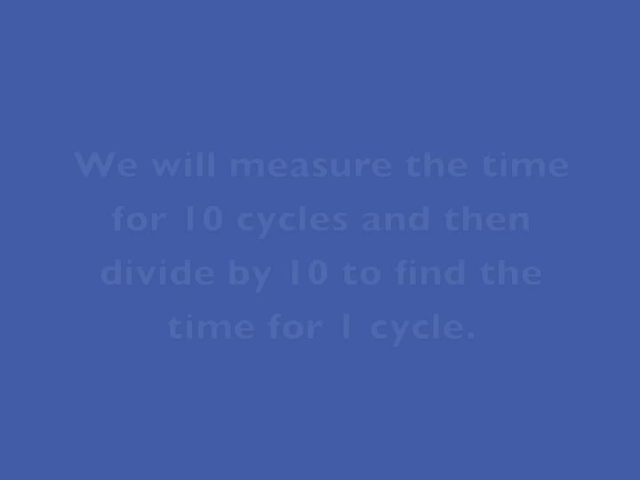 We will measure the time
for 10 cycles and then
divide by 10 to find the
time for 1 cycle.